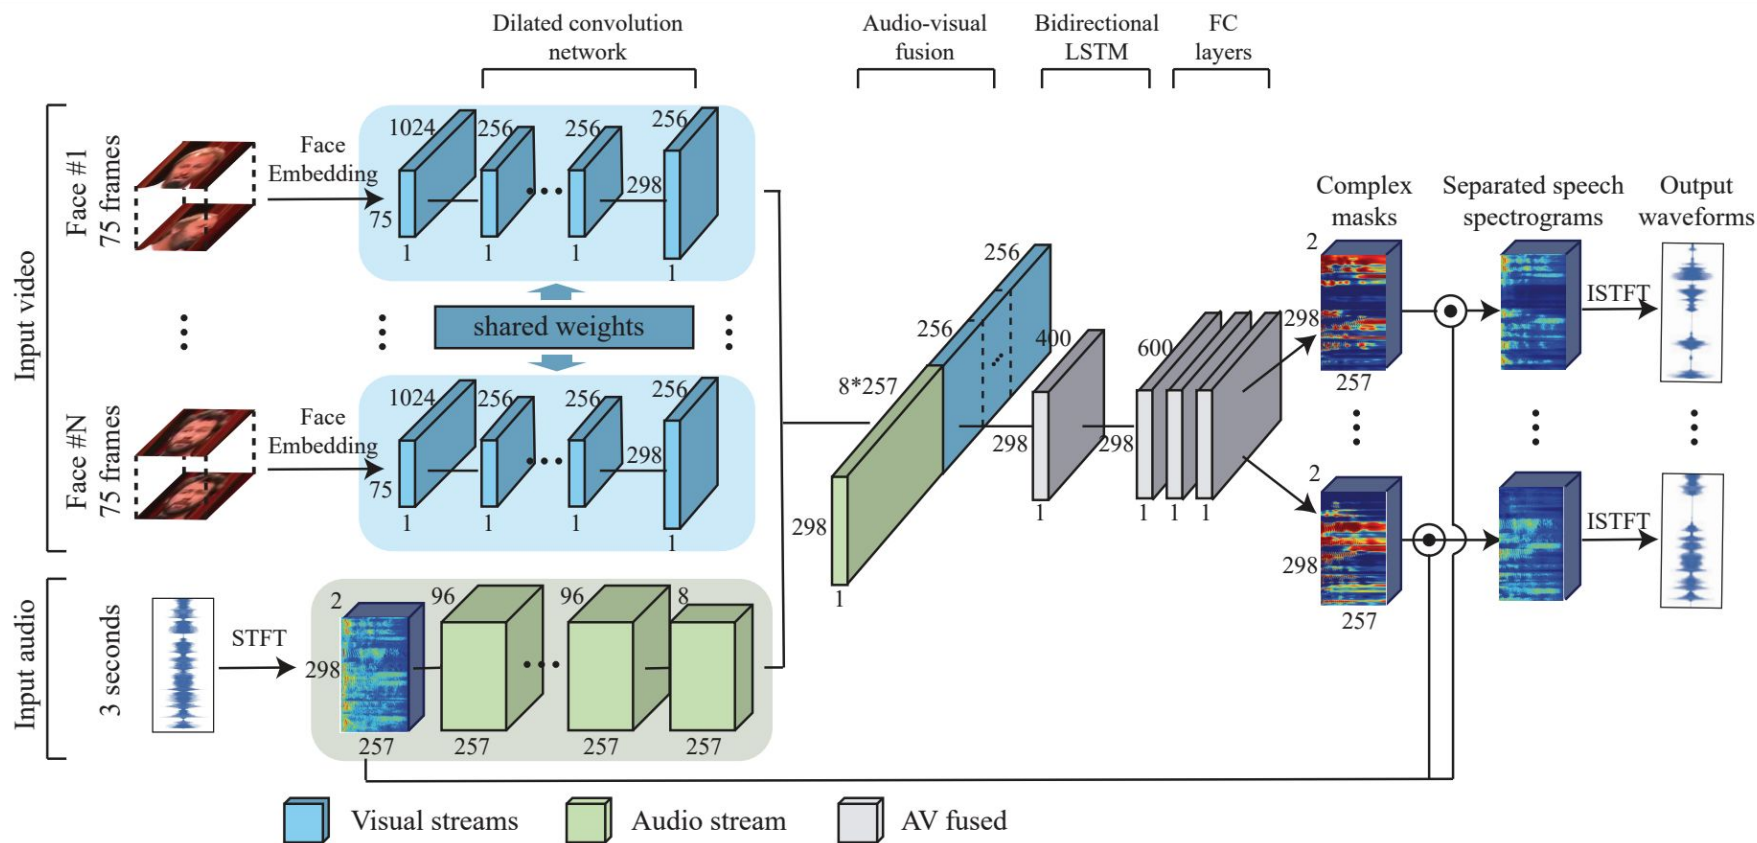 Dilated convolution
network
Audio-visual
fusion
Bidirectional
LSTM
FC
layers
Input video
Face #1
75 frames
Face
Embedding
1024
256
256
256
75
298
1
1
1
1
shared weights
Face #N
75 frames
Face
Embedding
1024
256
256
256
75
298
1
1
1
1
Input audio
3 seconds
STFT
2
96
96
8
298
257
257
257
257
256
256
8*257
298
1
400
298
1
600
298
1
1
1
Complex
masks
2
298
257
2
298
257
Separated speech
spectrograms
ISTFT
ISTFT
Output
waveforms
Visual streams
Audio stream
AV fused